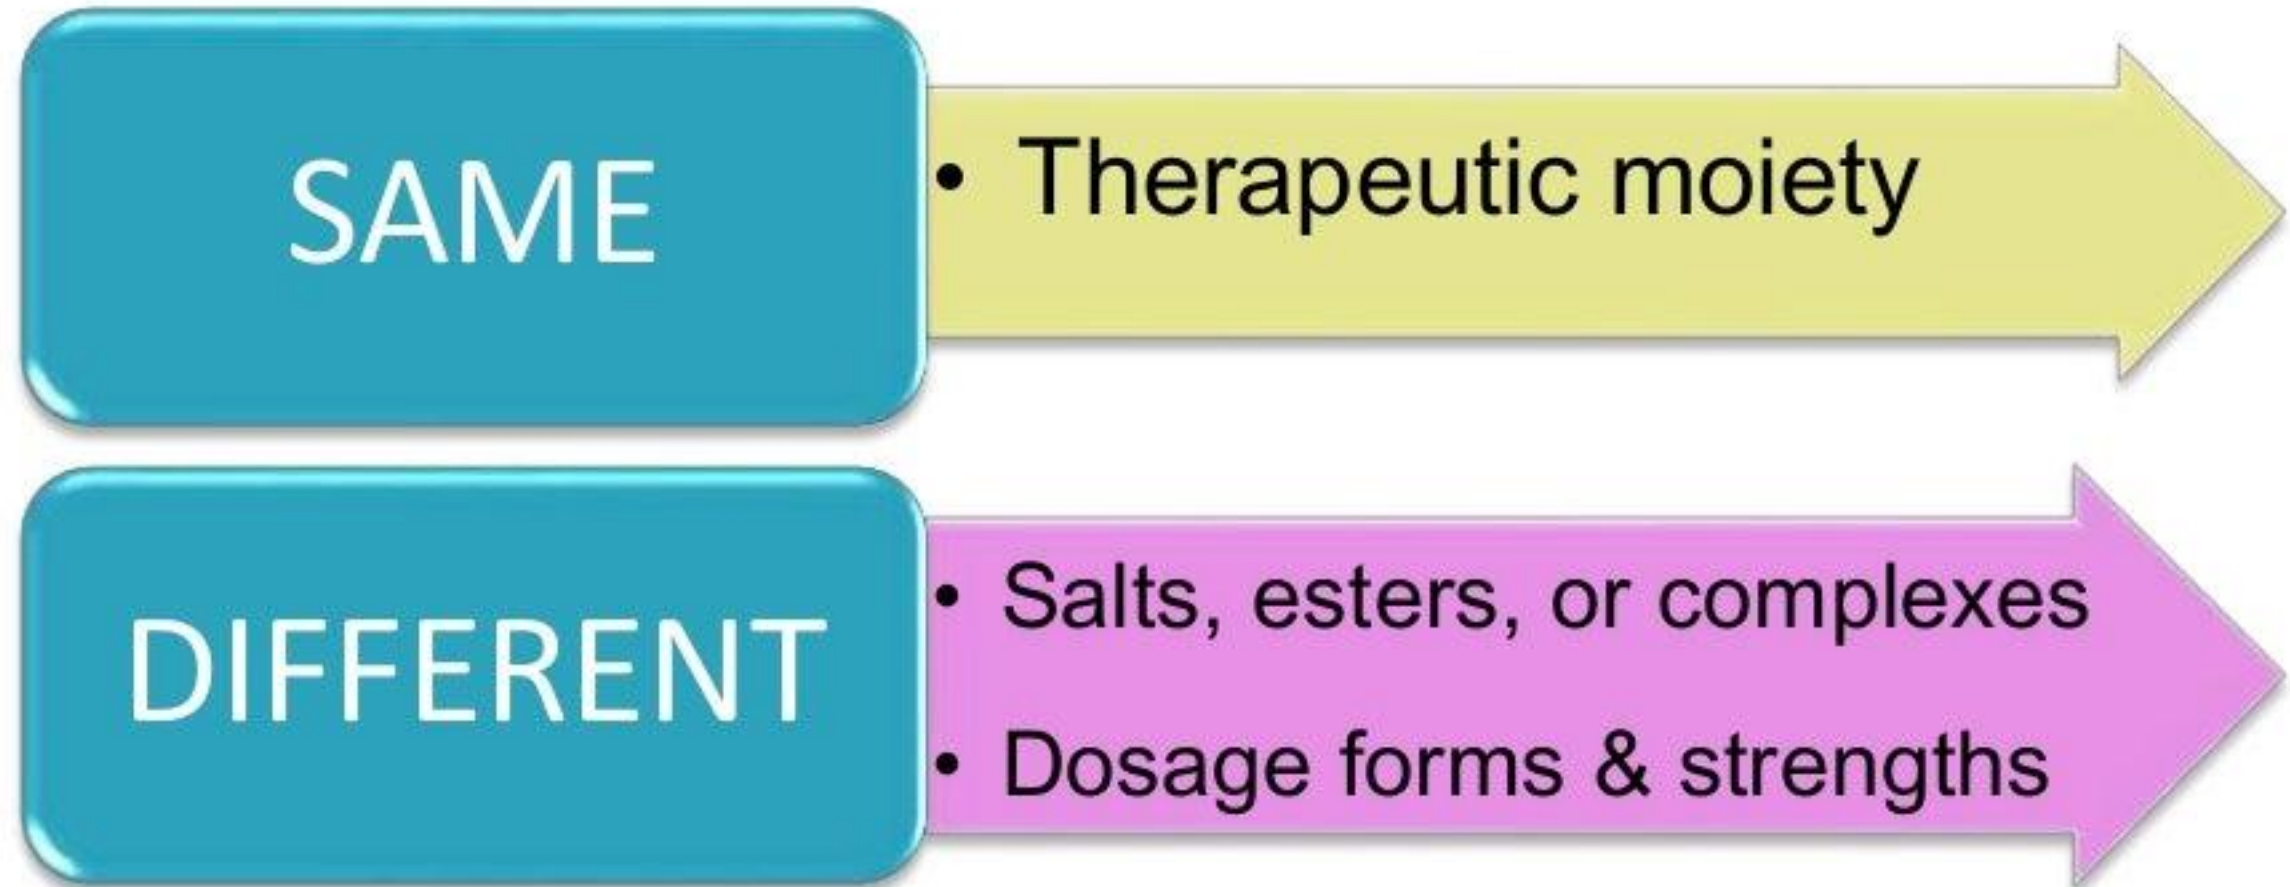 SAME
• Therapeutic moiety
DIFFERENT
• Salts, esters, or complexes
• Dosage forms & strengths